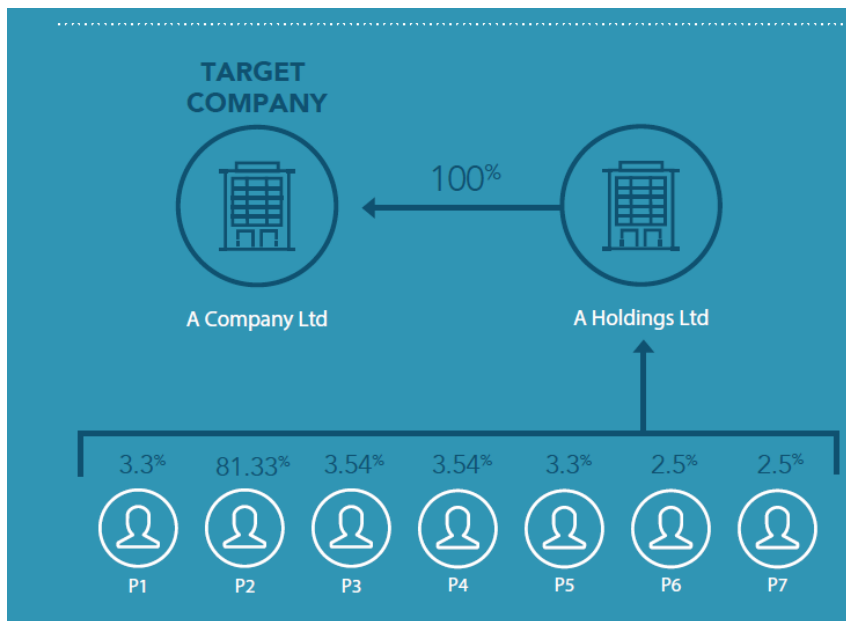 TARGET
COMPANY
100%
A Company Ltd
A Holdings Ltd
3.3% 81.33% 3.54% 3.54% 3.3% 2.5% 2.5%
P1 P2 P3 P4 P5 P6 P7